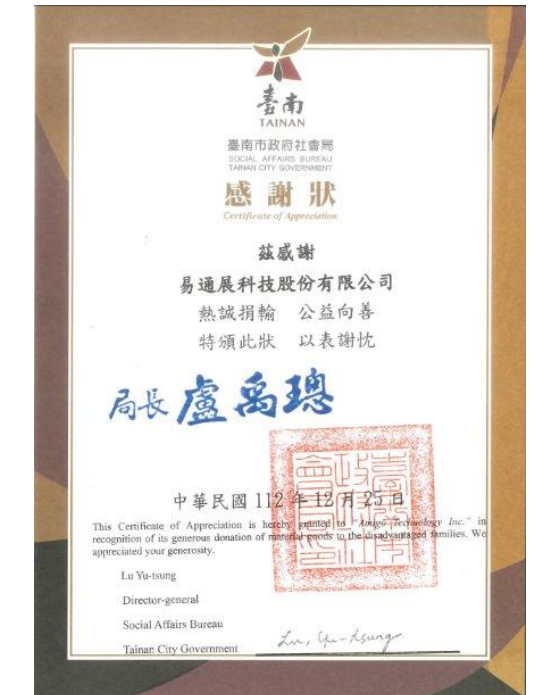 臺南
TAINAN
臺南市政府社會局
SOCIAL AFFAIRS BUREAU
TAINAN CITY GOVERNMENT
感謝狀
Certificate of Appreciation
茲感謝
易通展科技股份有限公司
熱誠捐輸 公益向善
特頒此狀 以表謝忱
局長 盧禹璁
中華民國 112 年 12 月 25 日
This Certificate of Appreciation is hereby granted to "Amigo Technology Inc." in
recognition of its generous donation of material goods to the disadvantaged families. We
appreciated your generosity.
Lu Yu-tsung
Director-general
Social Affairs Bureau
Tainan City Government
Lu, Yu-tsung